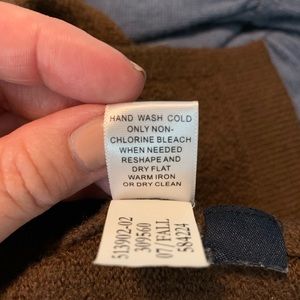 HAND WASH COLD
ONLY NON-
CHLORINE BLEACH
WHEN NEEDED
RESHAPE AND
DRY FLAT
WARM IRON
OR DRY CLEAN
513902-02
309560
07 / FALL
584224